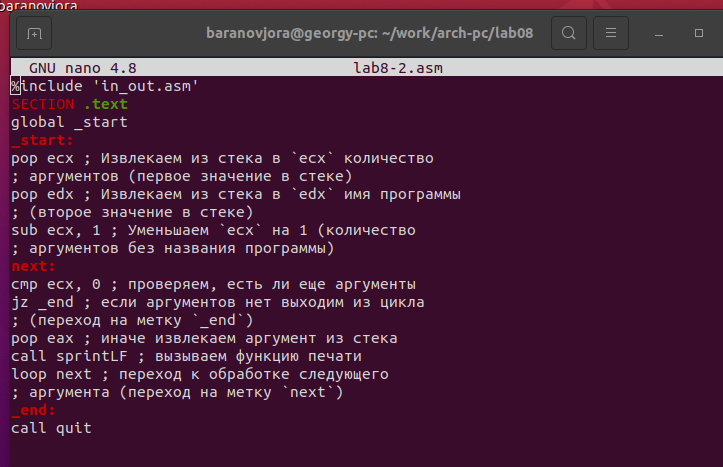 baranovjora
baranovjora@georgy-pc: ~/work/arch-pc/lab08
GNU nano 4.8 lab8-2.asm
%include 'in_out.asm'
SECTION .text
global _start
_start:
pop ecx ; Извлекаем из стека в `ecx` количество
; аргументов (первое значение в стеке)
pop edx ; Извлекаем из стека в `edx` имя программы
; (второе значение в стеке)
sub ecx, 1 ; Уменьшаем `ecx` на 1 (количество
; аргументов без названия программы)
next:
cmp ecx, 0 ; проверяем, есть ли еще аргументы
jz _end ; если аргументов нет выходим из цикла
; (переход на метку `_end`)
pop eax ; иначе извлекаем аргумент из стека
call sprintLF ; вызываем функцию печати
loop next ; переход к обработке следующего
; аргумента (переход на метку `next`)
_end:
call quit